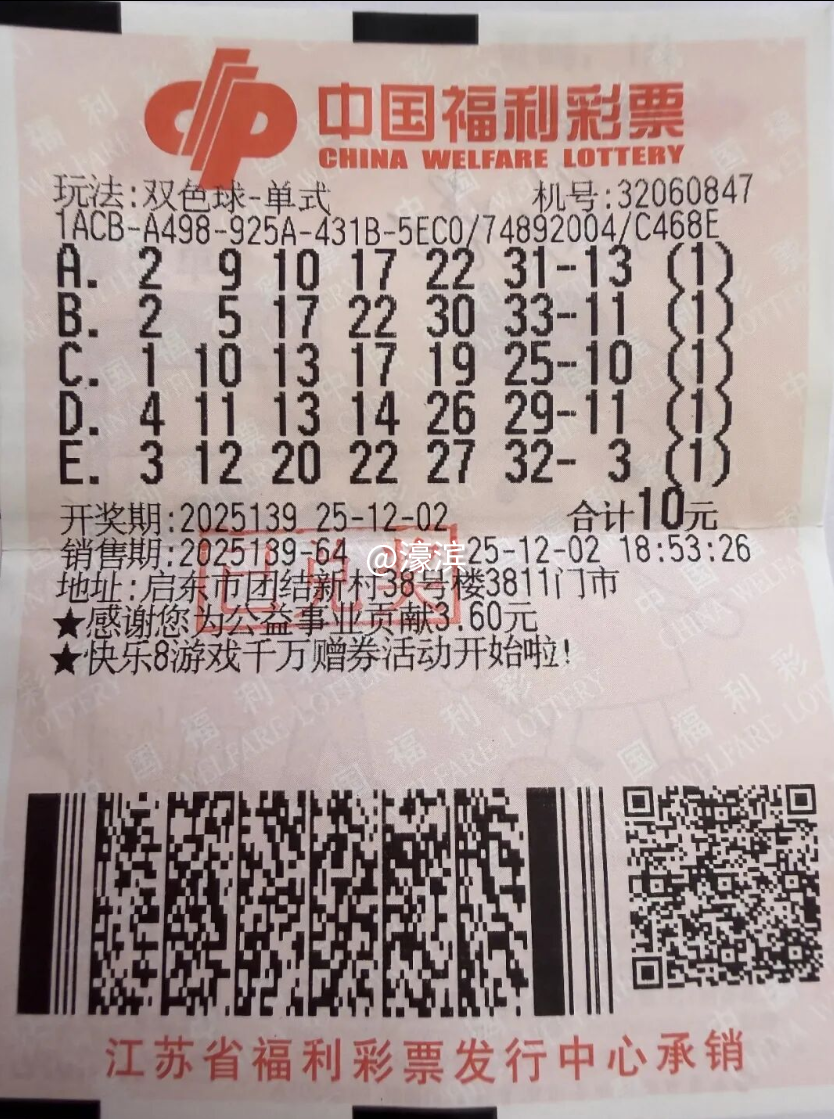 中国福利彩票
CHINA WELFARE LOTTERY
玩法:双色球-单式 机号:32060847
1ACB-A498-925A-431B-5EC0/74892004/C468E
A. 2 9 10 17 22 31-13 (1)
B. 2 5 17 22 30 33-11 (1)
C. 1 10 13 17 19 25-10 (1)
D. 4 11 13 14 26 29-11 (1)
E. 3 12 20 22 27 32- 3 (1)
开奖期:2025139 25-12-02 合计10元
销售期:2025139-64 25-12-02 18:53:26
@濠滨
已兑奖
地址:启东市团结新村38号楼3811门市
★感谢您为公益事业贡献3.60元
★快乐8游戏千万赠券活动开始啦!
江苏省福利彩票发行中心承销